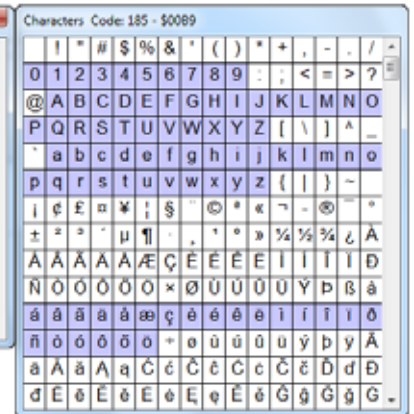 Characters Code: 185 - $00B9
! " # $ % & ' ( ) * + , - . /
0 1 2 3 4 5 6 7 8 9 : ; < = > ?
@ A B C D E F G H I J K L M N O
P Q R S T U V W X Y Z [ \ ] ^ _
` a b c d e f g h i j k l m n o
p q r s t u v w x y z { | } ~
¡ ¢ £ ¤ ¥ ¦ § ¨ © ª « ¬ - ® ¯ °
± ² ³ ´ µ ¶ · ¸ ¹ º » ¼ ½ ¾ ¿ À
Á Â Ã Ä Å Æ Ç È É Ê Ë Ì Í Î Ï Ð
Ñ Ò Ó Ô Õ Ö × Ø Ù Ú Û Ü Ý Þ ß à
á â ã ä å æ ç è é ê ë ì í î ï ð
ñ ò ó ô õ ö ÷ ø ù ú û ü ý þ ÿ Ā
ā Ă ă Ą ą Ć ć Ĉ ĉ Ċ ċ Č č Ď ď Đ
đ Ē ē Ĕ ĕ Ė ė Ę ę Ě ě Ĝ ĝ Ğ ğ Ġ